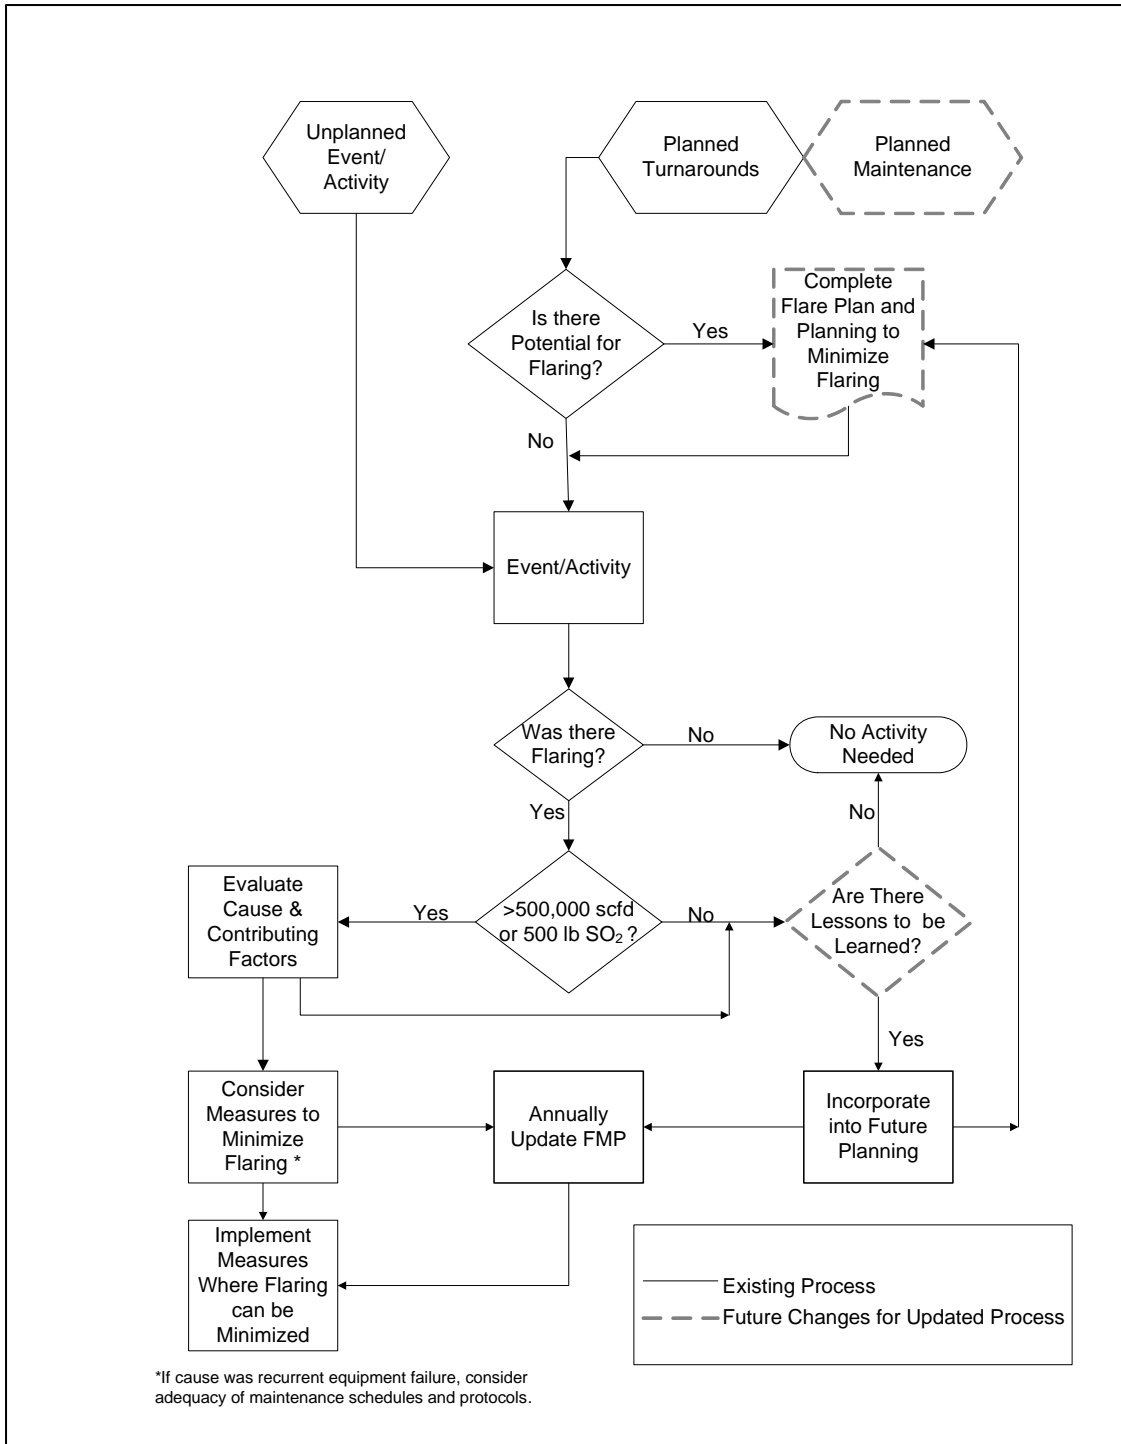 Unplanned
Event/
Activity
Planned
Turnarounds
Planned
Maintenance
Is there
Potential for
Flaring?
Yes
Complete
Flare Plan and
Planning to
Minimize
Flaring
No
Event/Activity
Was there
Flaring?
No
No Activity
Needed
Yes
No
Evaluate
Cause &
Contributing
Factors
Yes
>500,000 scfd
or 500 lb SO₂ ?
No
Are There
Lessons to be
Learned?
Yes
Consider
Measures to
Minimize
Flaring *
Annually
Update FMP
Incorporate
into Future
Planning
Implement
Measures
Where Flaring
can be
Minimized
Existing Process
Future Changes for Updated Process
*If cause was recurrent equipment failure, consider
adequacy of maintenance schedules and protocols.